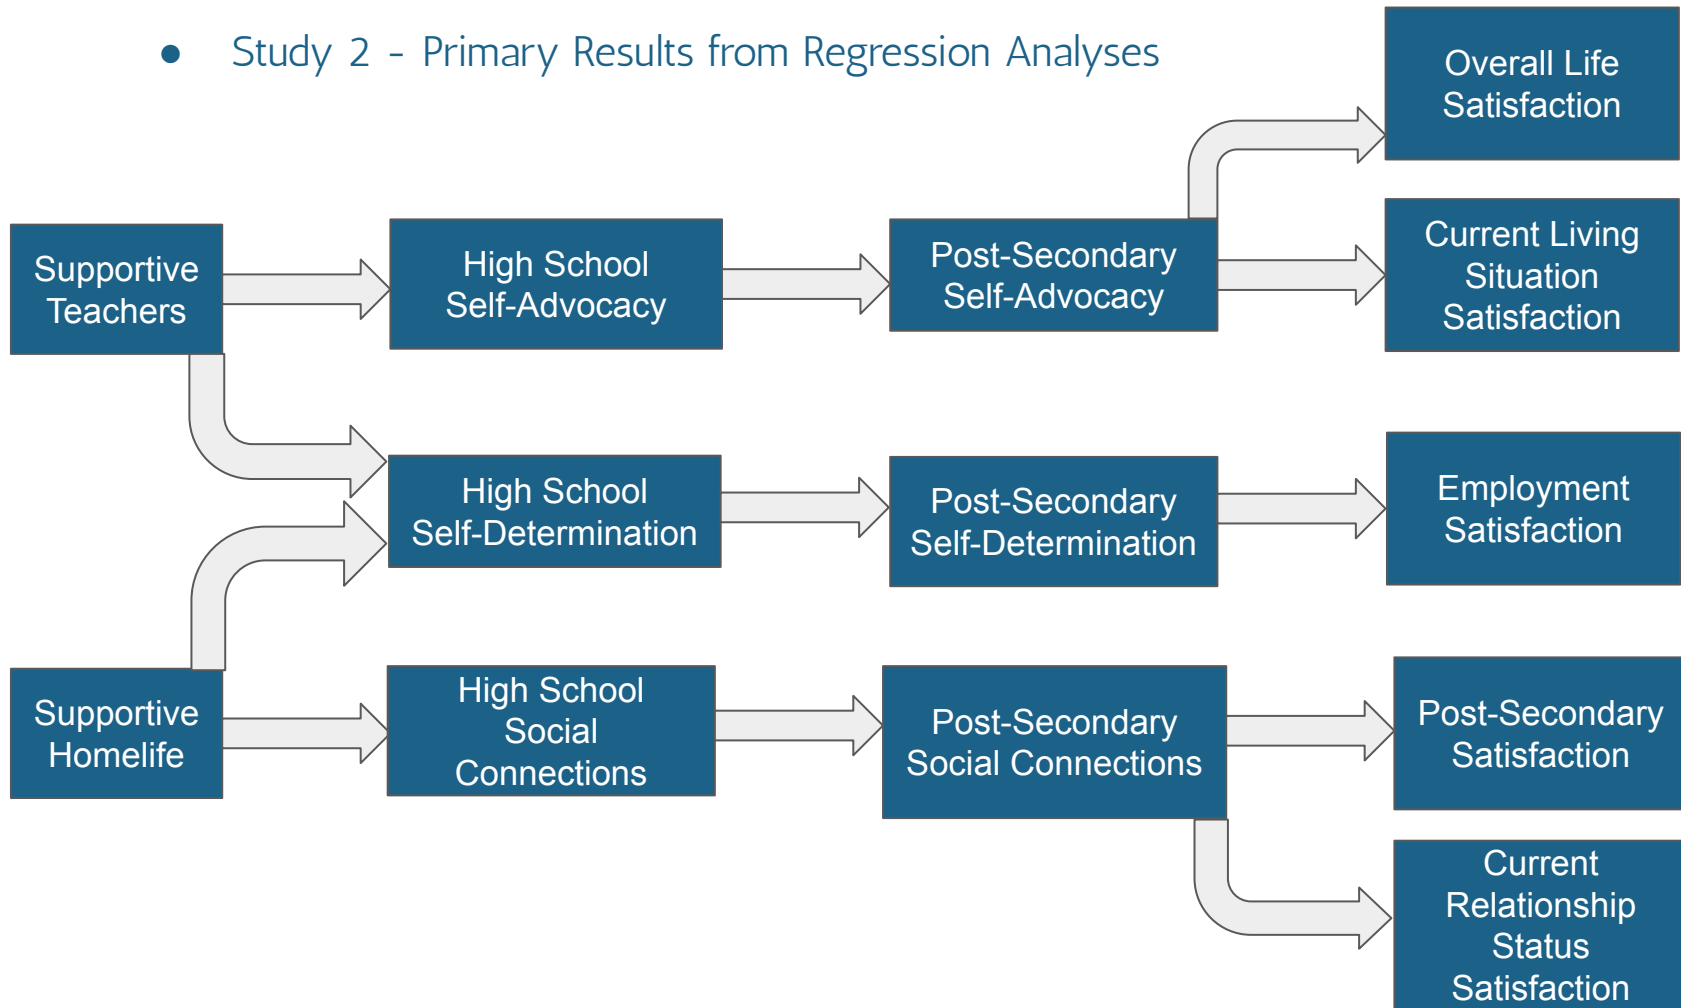 ● Study 2 - Primary Results from Regression Analyses
Overall Life
Satisfaction
Supportive
Teachers
High School
Self-Advocacy
Post-Secondary
Self-Advocacy
Current Living
Situation
Satisfaction
High School
Self-Determination
Post-Secondary
Self-Determination
Employment
Satisfaction
Supportive
Homelife
High School
Social
Connections
Post-Secondary
Social Connections
Post-Secondary
Satisfaction
Current
Relationship
Status
Satisfaction